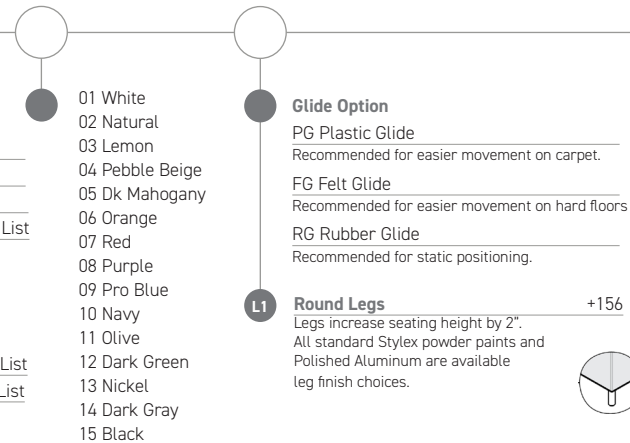 List
List
List
01 White
02 Natural
03 Lemon
04 Pebble Beige
05 Dk Mahogany
06 Orange
07 Red
08 Purple
09 Pro Blue
10 Navy
11 Olive
12 Dark Green
13 Nickel
14 Dark Gray
15 Black
Glide Option
PG Plastic Glide
Recommended for easier movement on carpet.
FG Felt Glide
Recommended for easier movement on hard floors
RG Rubber Glide
Recommended for static positioning.
L1 Round Legs +156
Legs increase seating height by 2”.
All standard Stylex powder paints and
Polished Aluminum are available
leg finish choices.